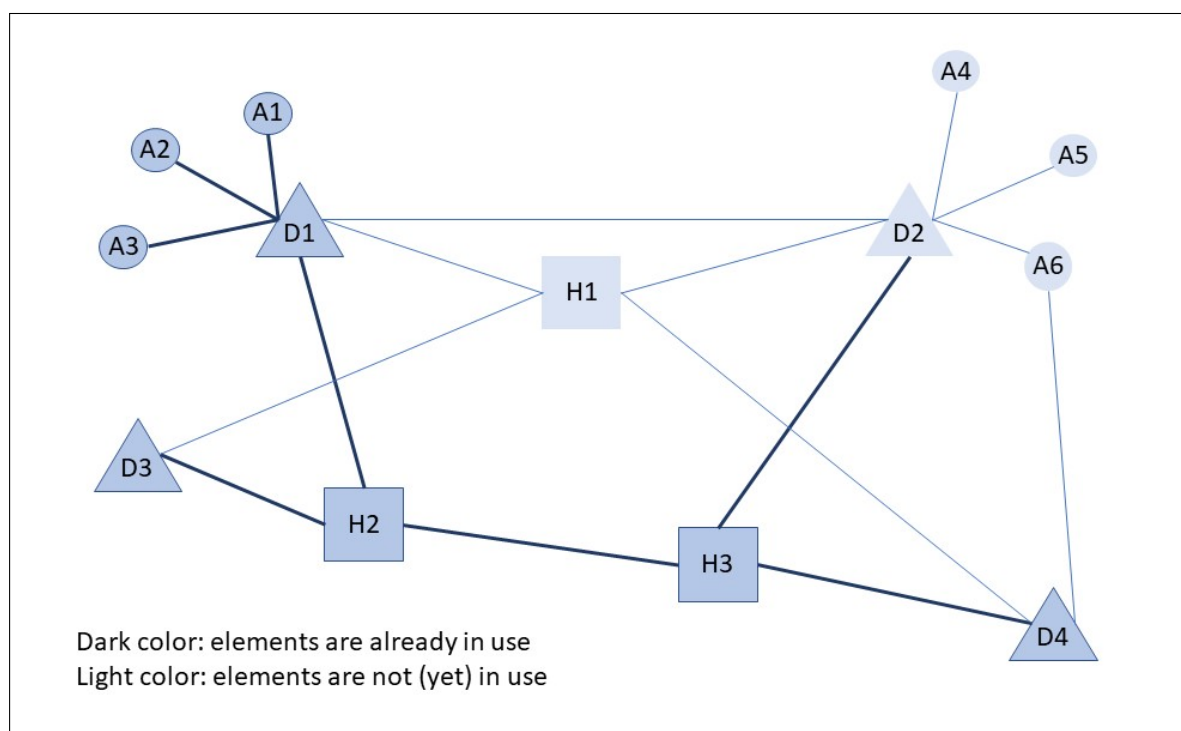 A4
A1
A2
A5
A3
D1
D2
A6
H1
D3
H2
H3
D4
Dark color: elements are already in use
Light color: elements are not (yet) in use